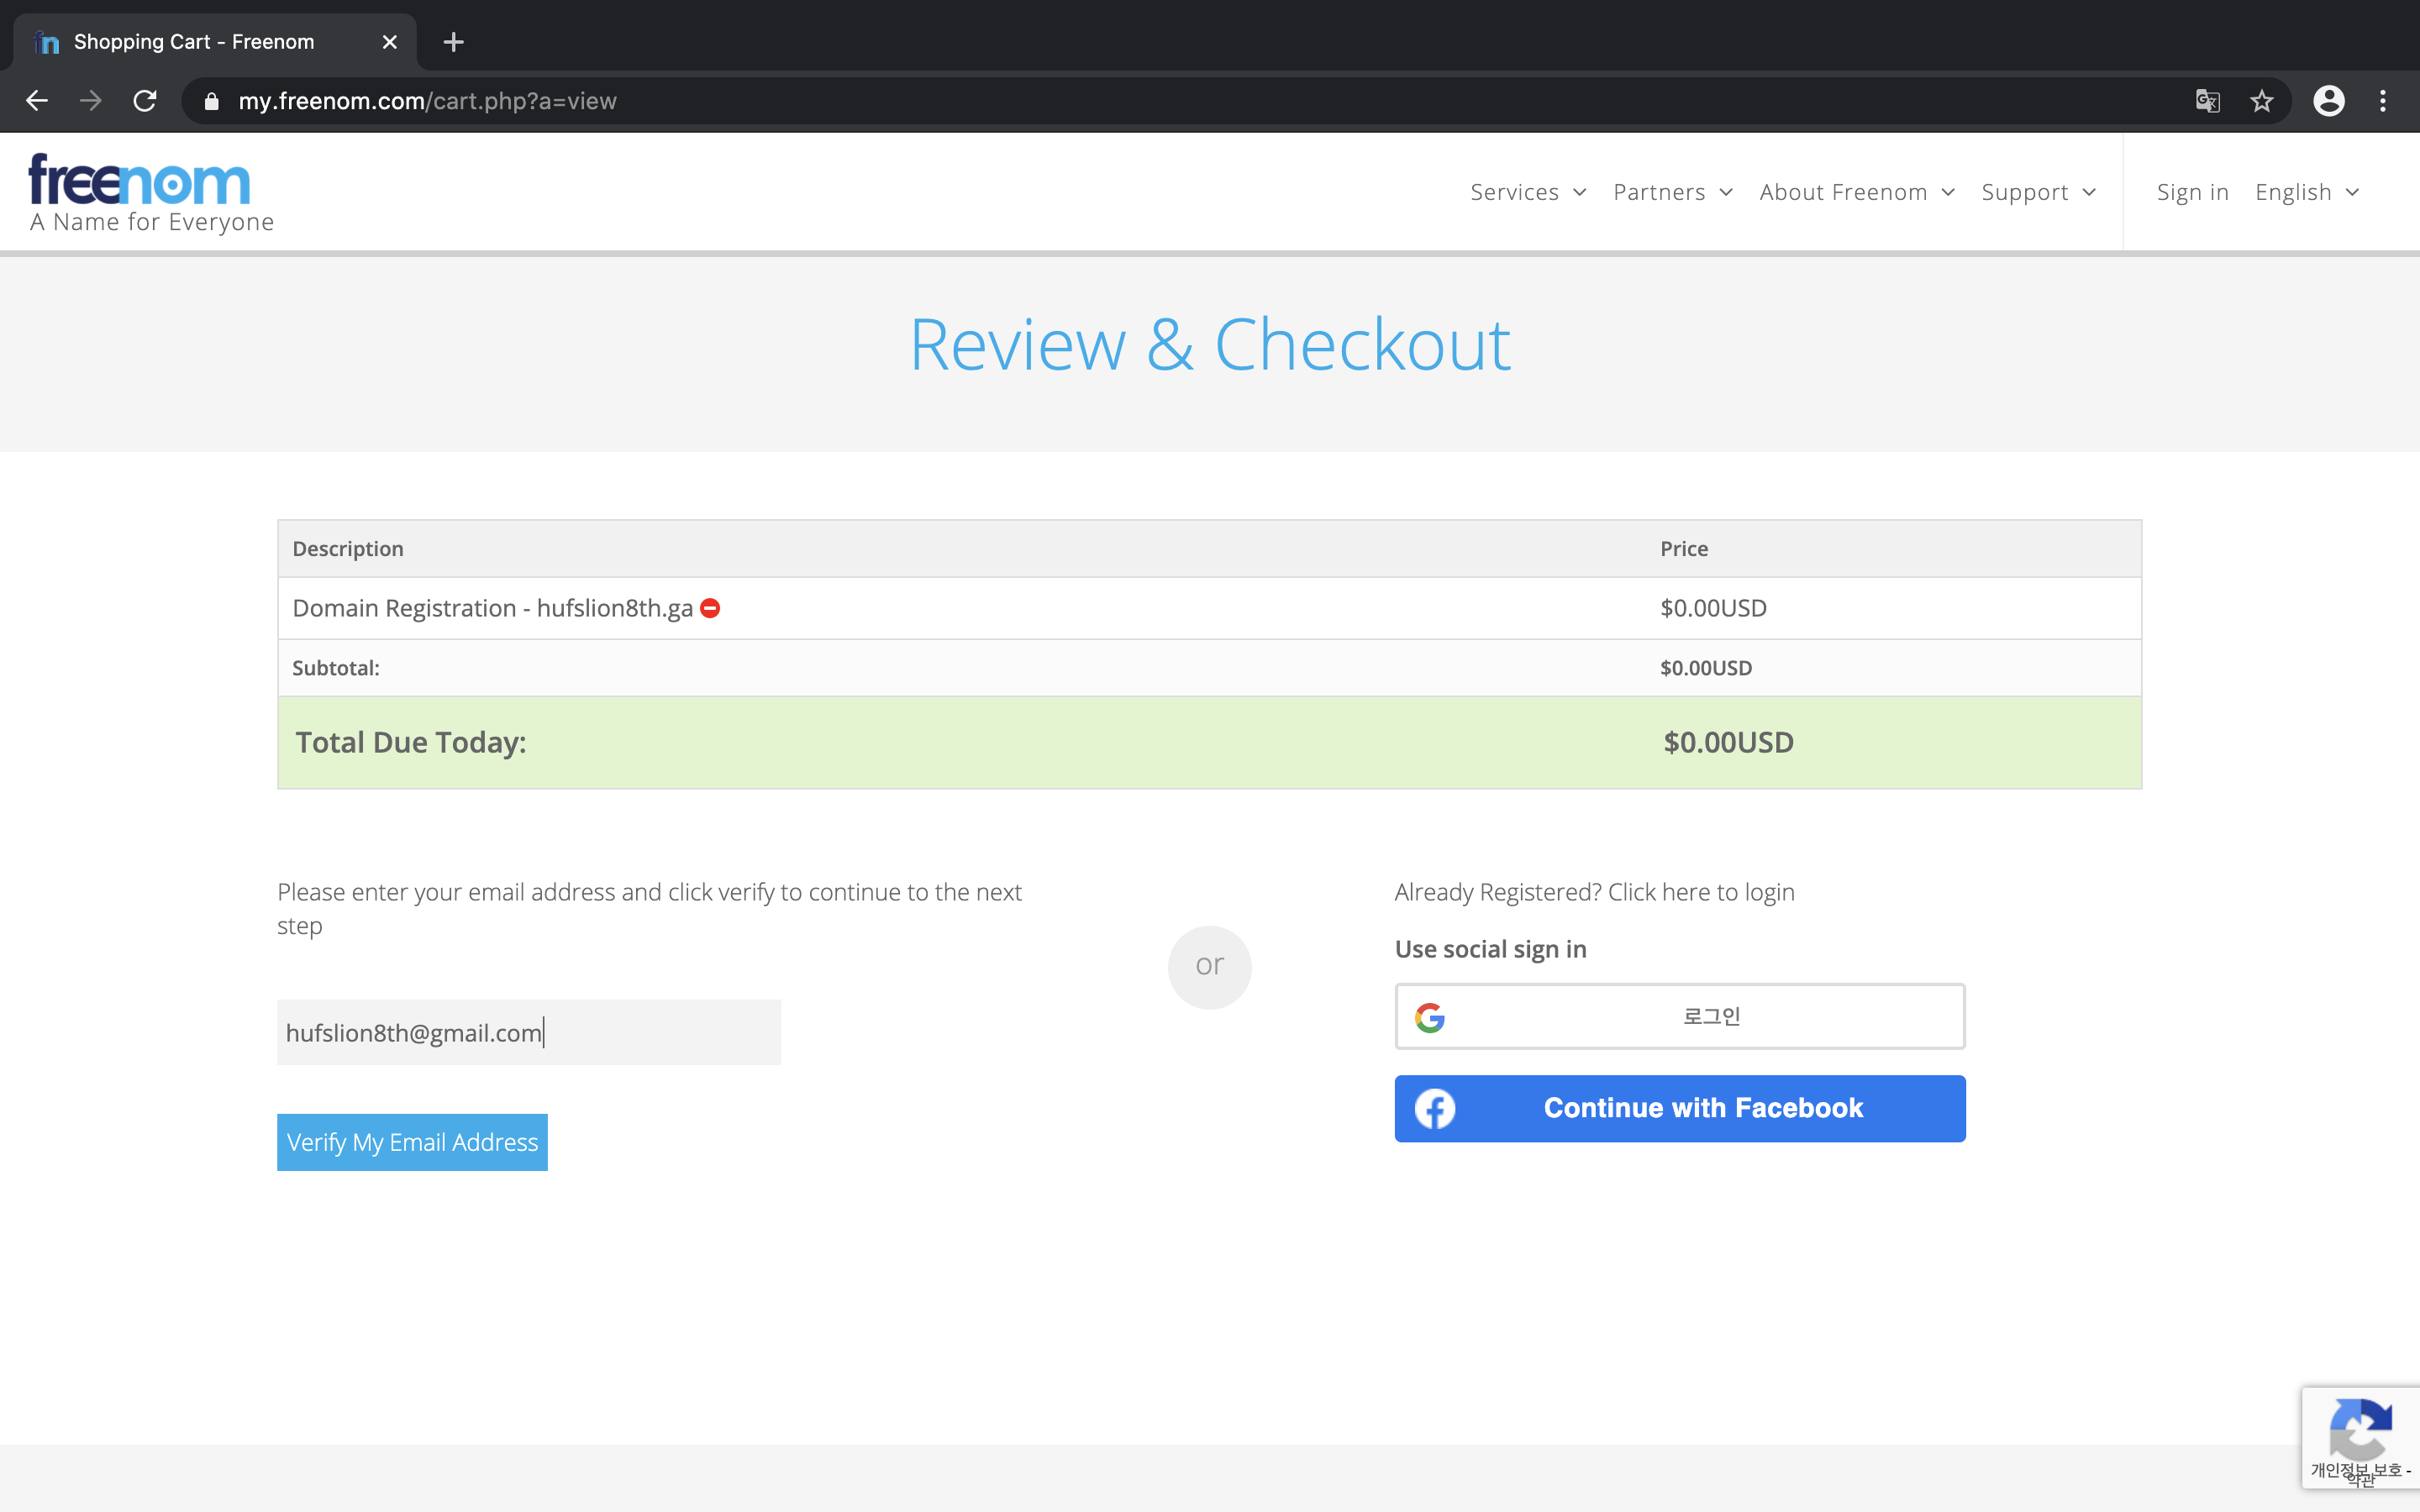 Shopping Cart - Freenom
my.freenom.com/cart.php?a=view
freenom
A Name for Everyone
Services Partners About Freenom Support Sign in English
Review & Checkout
Description Price
Domain Registration - hufslion8th.ga $0.00USD
Subtotal: $0.00USD
Total Due Today: $0.00USD
Please enter your email address and click verify to continue to the next
step
hufslion8th@gmail.com
Verify My Email Address
or
Already Registered? Click here to login
Use social sign in
로그인
Continue with Facebook
개인정보 보호 -
약관